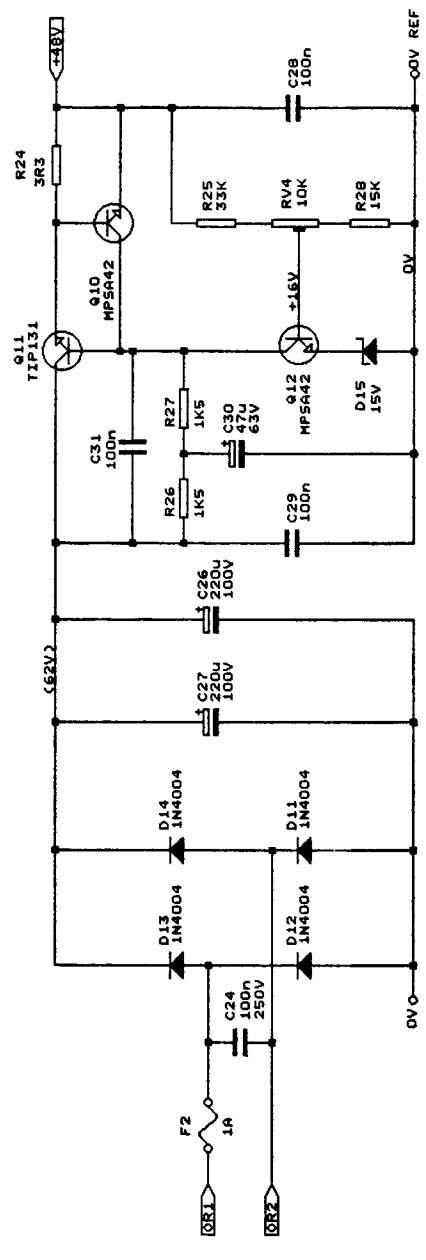 OR1
OR2
F2
1A
C24
100n
250V
0V
D13
1N4004
D12
1N4004
D14
1N4004
D11
1N4004
(62V)
C27
220u
100V
C26
220u
100V
C29
100n
R26
1K5
C31
100n
R27
1K5
C30
47u
63V
+
+
+
Q11
TIP131
Q10
MPSA42
Q12
MPSA42
D15
15V
+16V
0V
R24
3R3
R25
33K
RV4
10K
R28
15K
C28
100n
+48V
0V REF